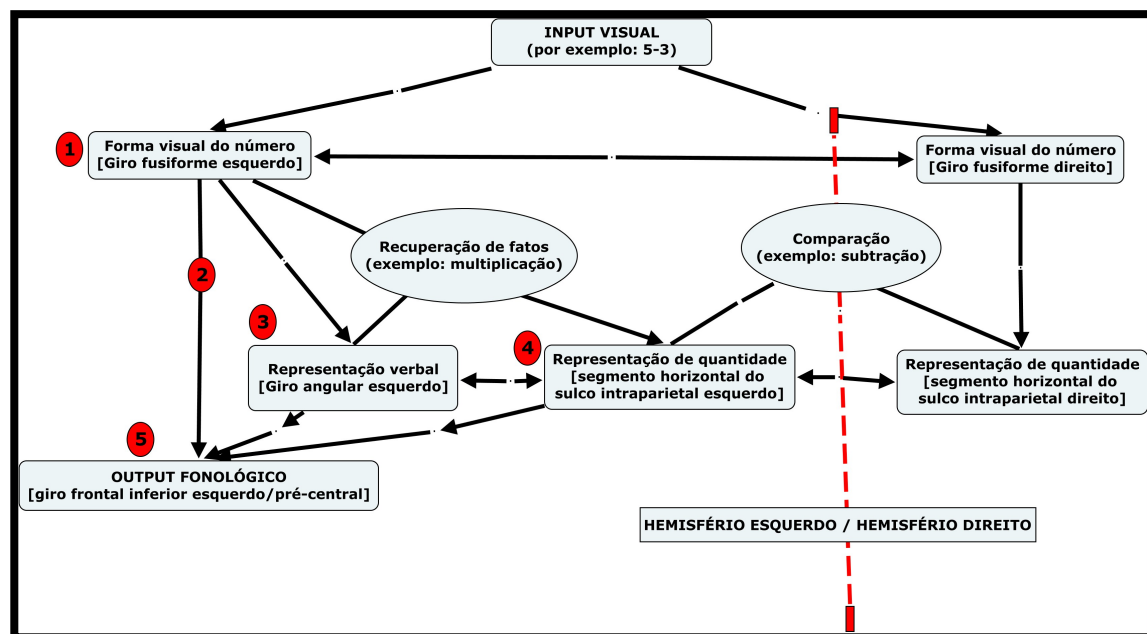 INPUT VISUAL
(por exemplo: 5-3)
1
Forma visual do número
[Giro fusiforme esquerdo]
Forma visual do número
[Giro fusiforme direito]
Recuperação de fatos
(exemplo: multiplicação)
Comparação
(exemplo: subtração)
2
3
4
Representação verbal
[Giro angular esquerdo]
Representação de quantidade
[segmento horizontal do
sulco intraparietal esquerdo]
Representação de quantidade
[segmento horizontal do
sulco intraparietal direito]
5
OUTPUT FONOLÓGICO
[giro frontal inferior esquerdo/pré-central]
HEMISFÉRIO ESQUERDO / HEMISFÉRIO DIREITO